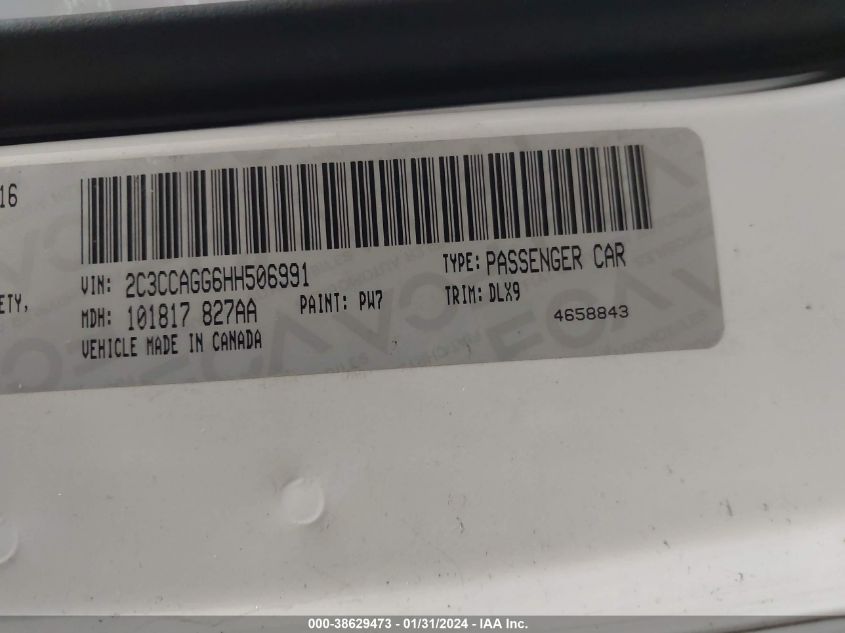 16
ETY,
VIN: 2C3CCAGG6HH506991
TYPE: PASSENGER CAR
MDH: 101817 827AA
PAINT: PW7
TRIM: DLX9
VEHICLE MADE IN CANADA
4658843
000-38629473 - 01/31/2024 - IAA Inc.